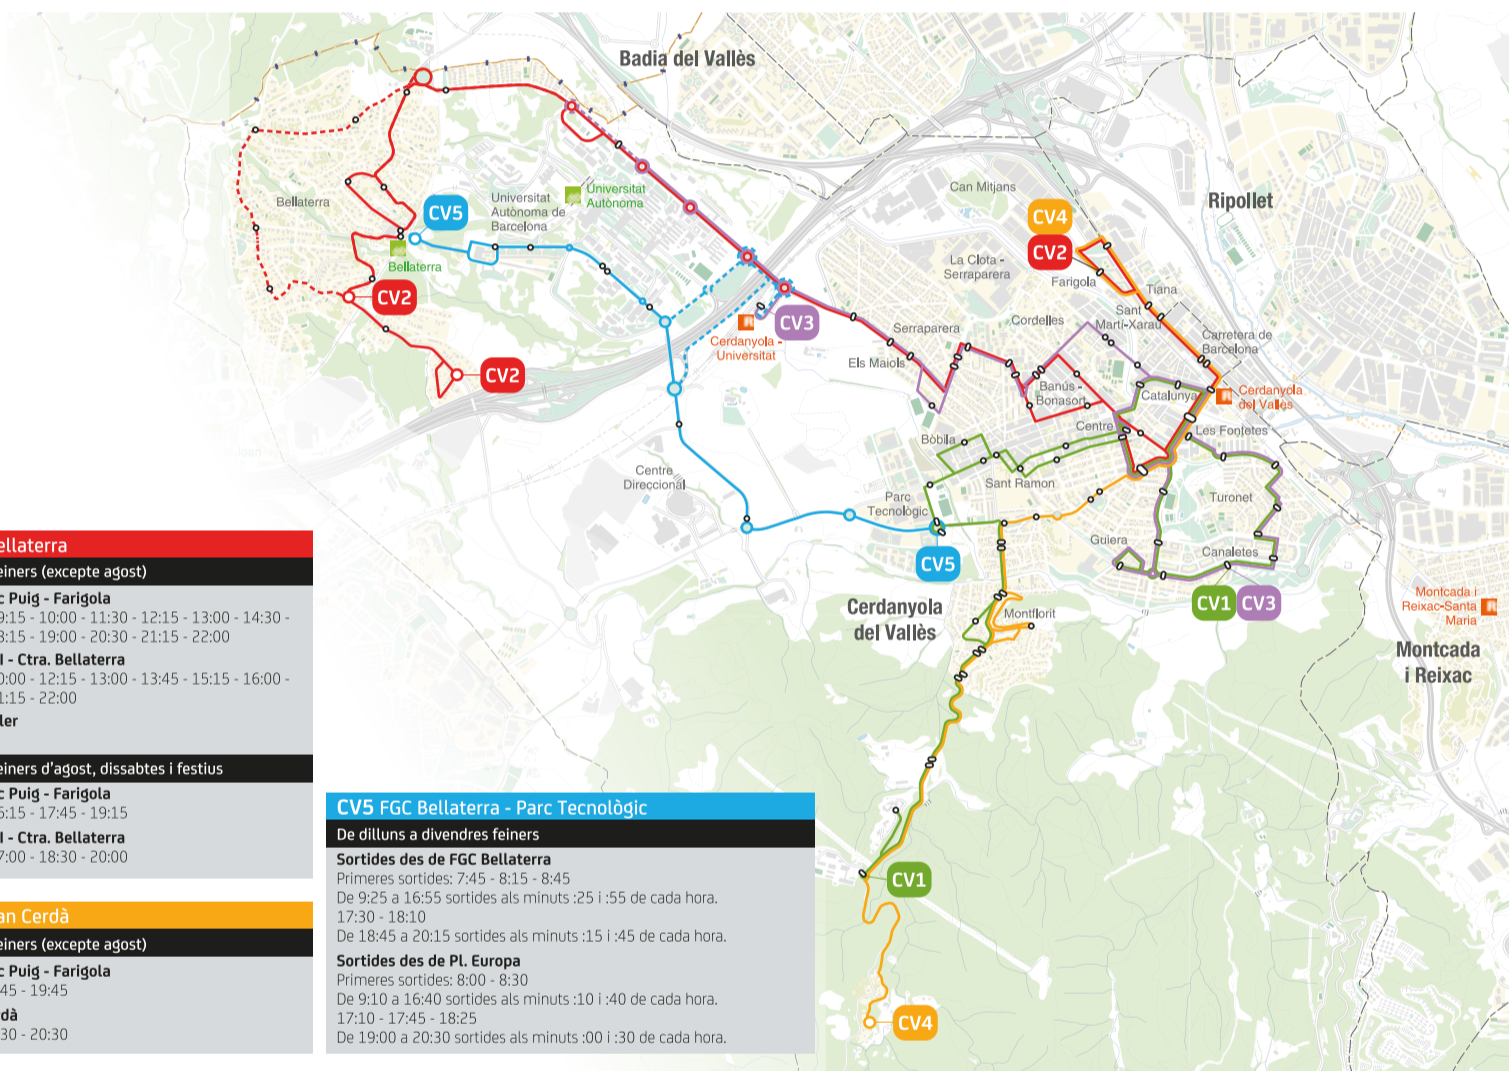 Badia del Vallès
Ripollet
Can Mitjans
CV4
CV2
La Clota -
Serraparera
Farigola
Tiana
Sant
Martí-Xarau
Carretera de
Barcelona
Cordelles
Serraparera
Els Maiols
Bellaterra
CV5
Universitat
Autònoma de
Barcelona
Universitat
Autònoma
Bellaterra
CV2
CV2
CV3
Cerdanyola -
Universitat
Banús -
Bonasort
Catalunya
Cerdanyola
del Vallès
Centre
Les Fontetes
Bòbila
Sant Ramon
Turonet
Centre
Direccional
Parc
Tecnològic
Guiera
Canaletes
CV5
CV1
CV3
Cerdanyola
del Vallès
Montflorit
Montcada i
Reixac-Santa
Maria
Montcada
i Reixac
CV1
CV4
ellaterra
einers (excepte agost)
c Puig - Farigola
9:15 - 10:00 - 11:30 - 12:15 - 13:00 - 14:30 -
8:15 - 19:00 - 20:30 - 21:15 - 22:00
l - Ctra. Bellaterra
0:00 - 12:15 - 13:00 - 13:45 - 15:15 - 16:00 -
1:15 - 22:00
ler
einers d'agost, dissabtes i festius
c Puig - Farigola
6:15 - 17:45 - 19:15
l - Ctra. Bellaterra
7:00 - 18:30 - 20:00
an Cerdà
einers (excepte agost)
c Puig - Farigola
:45 - 19:45
rdà
:30 - 20:30
CV5 FGC Bellaterra - Parc Tecnològic
De dilluns a divendres feiners
Sortides des de FGC Bellaterra
Primeres sortides: 7:45 - 8:15 - 8:45
De 9:25 a 16:55 sortides als minuts :25 i :55 de cada hora.
17:30 - 18:10
De 18:45 a 20:15 sortides als minuts :15 i :45 de cada hora.
Sortides des de Pl. Europa
Primeres sortides: 8:00 - 8:30
De 9:10 a 16:40 sortides als minuts :10 i :40 de cada hora.
17:10 - 17:45 - 18:25
De 19:00 a 20:30 sortides als minuts :00 i :30 de cada hora.